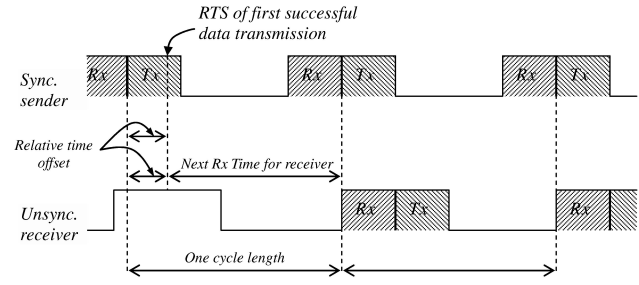 RTS of first successful
data transmission
Rx Tx Rx Tx Rx Tx
Sync.
sender
Relative time
offset
Next Rx Time for receiver
Rx Tx Rx
Unsync.
receiver
One cycle length